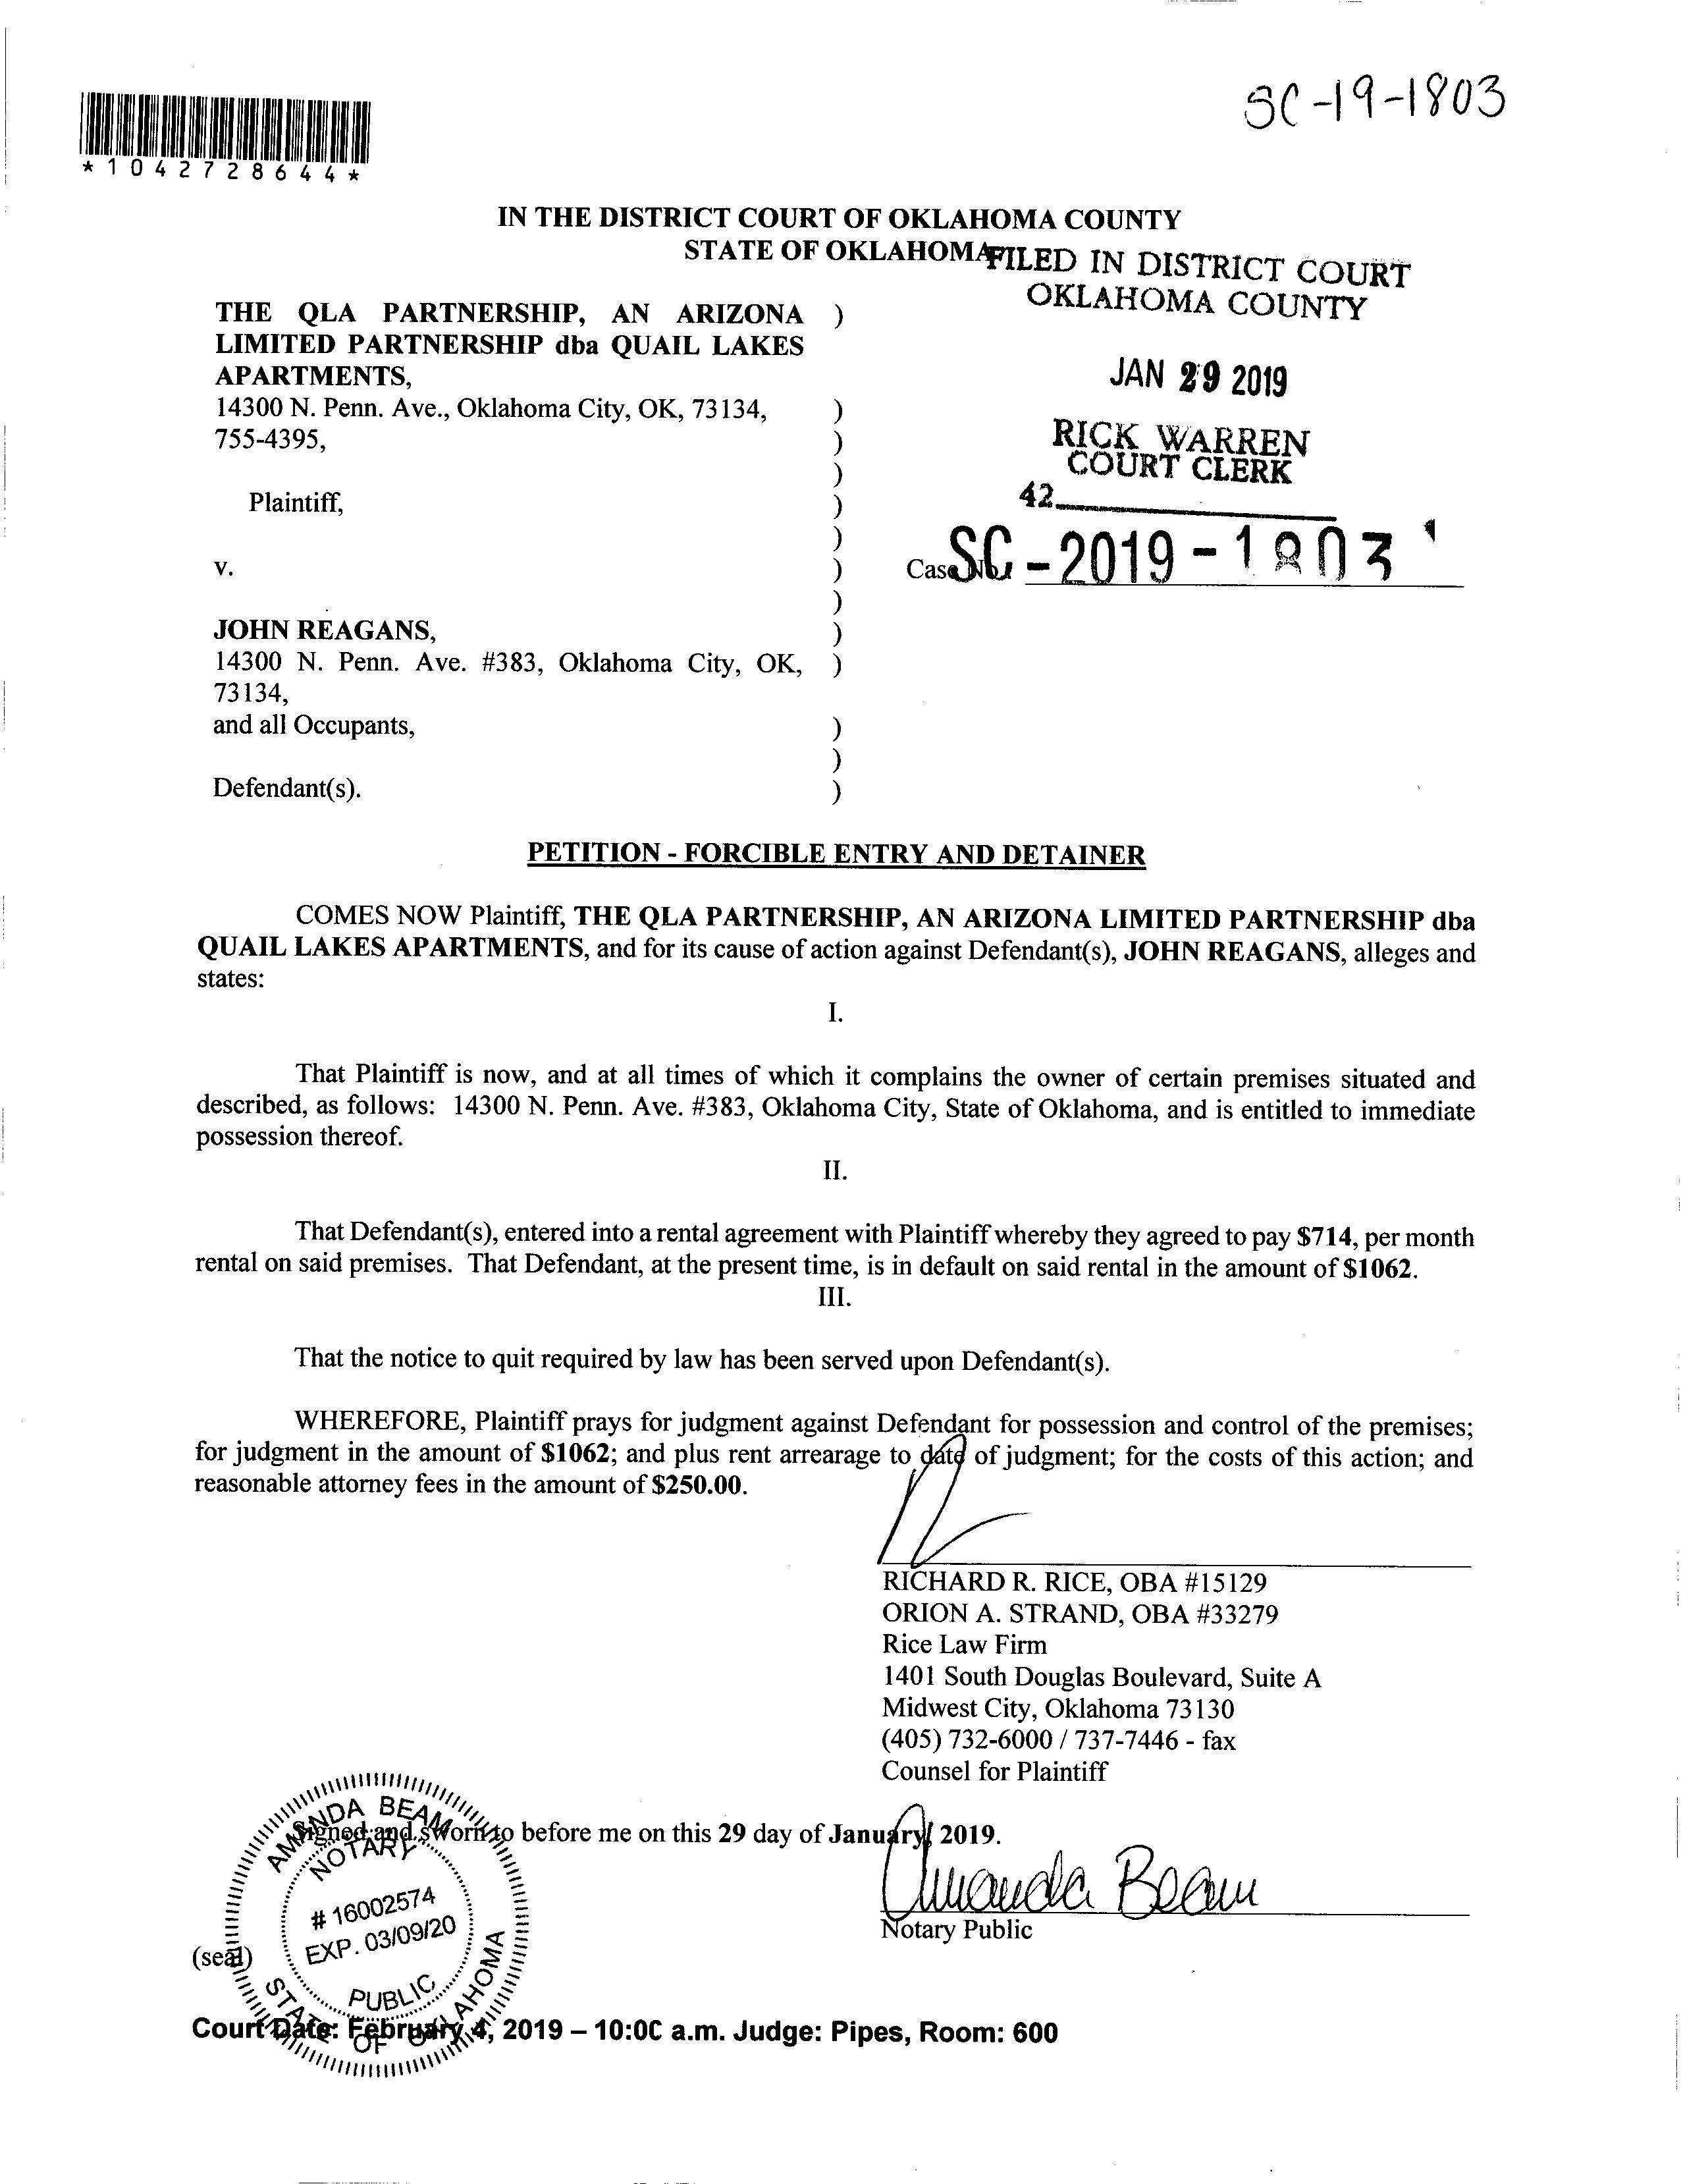 SC-19-1803
*1042728644*
IN THE DISTRICT COURT OF OKLAHOMA COUNTY
STATE OF OKLAHOMA
FILED IN DISTRICT COURT
OKLAHOMA COUNTY
JAN 29 2019
RICK WARREN
COURT CLERK
42
Case No. SC-2019-1803
THE QLA PARTNERSHIP, AN ARIZONA )
LIMITED PARTNERSHIP dba QUAIL LAKES
APARTMENTS,
14300 N. Penn. Ave., Oklahoma City, OK, 73134, )
755-4395, )
)
Plaintiff, )
)
v. )
)
JOHN REAGANS, )
14300 N. Penn. Ave. #383, Oklahoma City, OK, )
73134,
and all Occupants, )
)
Defendant(s). )
PETITION - FORCIBLE ENTRY AND DETAINER
COMES NOW Plaintiff, THE QLA PARTNERSHIP, AN ARIZONA LIMITED PARTNERSHIP dba
QUAIL LAKES APARTMENTS, and for its cause of action against Defendant(s), JOHN REAGANS, alleges and
states:
I.
That Plaintiff is now, and at all times of which it complains the owner of certain premises situated and
described, as follows: 14300 N. Penn. Ave. #383, Oklahoma City, State of Oklahoma, and is entitled to immediate
possession thereof.
II.
That Defendant(s), entered into a rental agreement with Plaintiff whereby they agreed to pay $714, per month
rental on said premises. That Defendant, at the present time, is in default on said rental in the amount of $1062.
III.
That the notice to quit required by law has been served upon Defendant(s).
WHEREFORE, Plaintiff prays for judgment against Defendant for possession and control of the premises;
for judgment in the amount of $1062; and plus rent arrearage to date of judgment; for the costs of this action; and
reasonable attorney fees in the amount of $250.00.
RICHARD R. RICE, OBA #15129
ORION A. STRAND, OBA #33279
Rice Law Firm
1401 South Douglas Boulevard, Suite A
Midwest City, Oklahoma 73130
(405) 732-6000 / 737-7446 - fax
Counsel for Plaintiff
Signed and sworn to before me on this 29 day of January, 2019.
Amanda Beam
Notary Public
(seal)
AMANDA BEAM
NOTARY
# 16002574
EXP. 03/09/20
PUBLIC
STATE OF OKLAHOMA
Court Date: February 4, 2019 – 10:00 a.m. Judge: Pipes, Room: 600